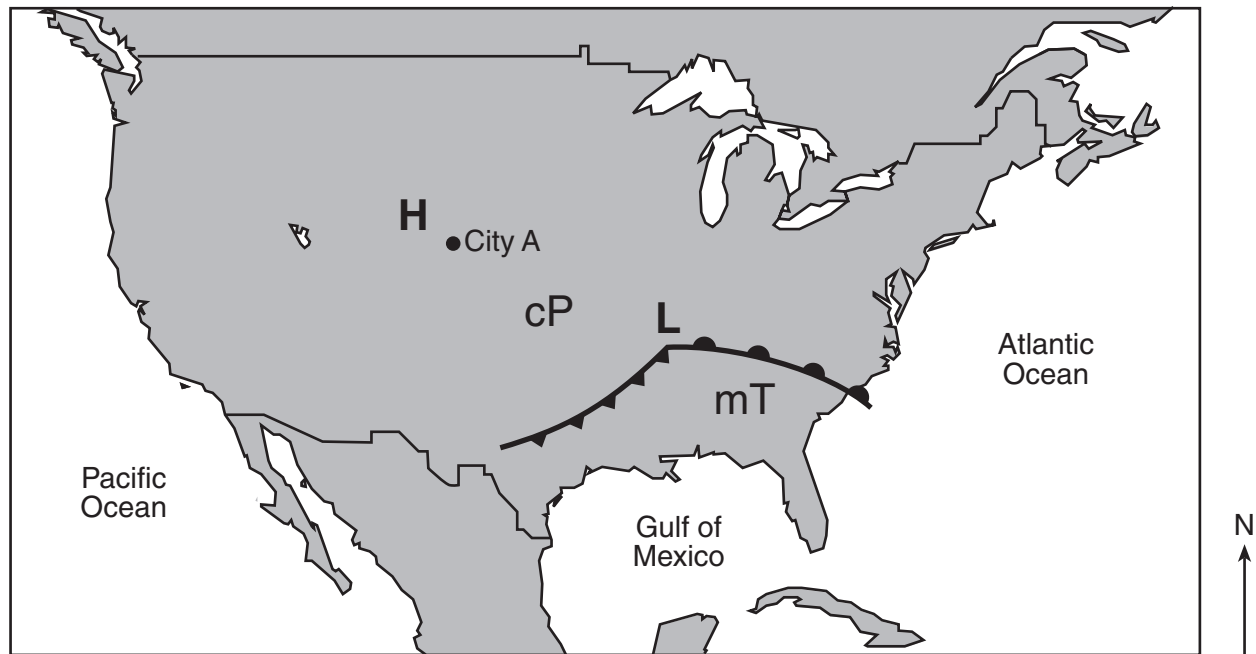 H
City A
cP
L
Atlantic
Ocean
mT
Pacific
Ocean
Gulf of
Mexico
N